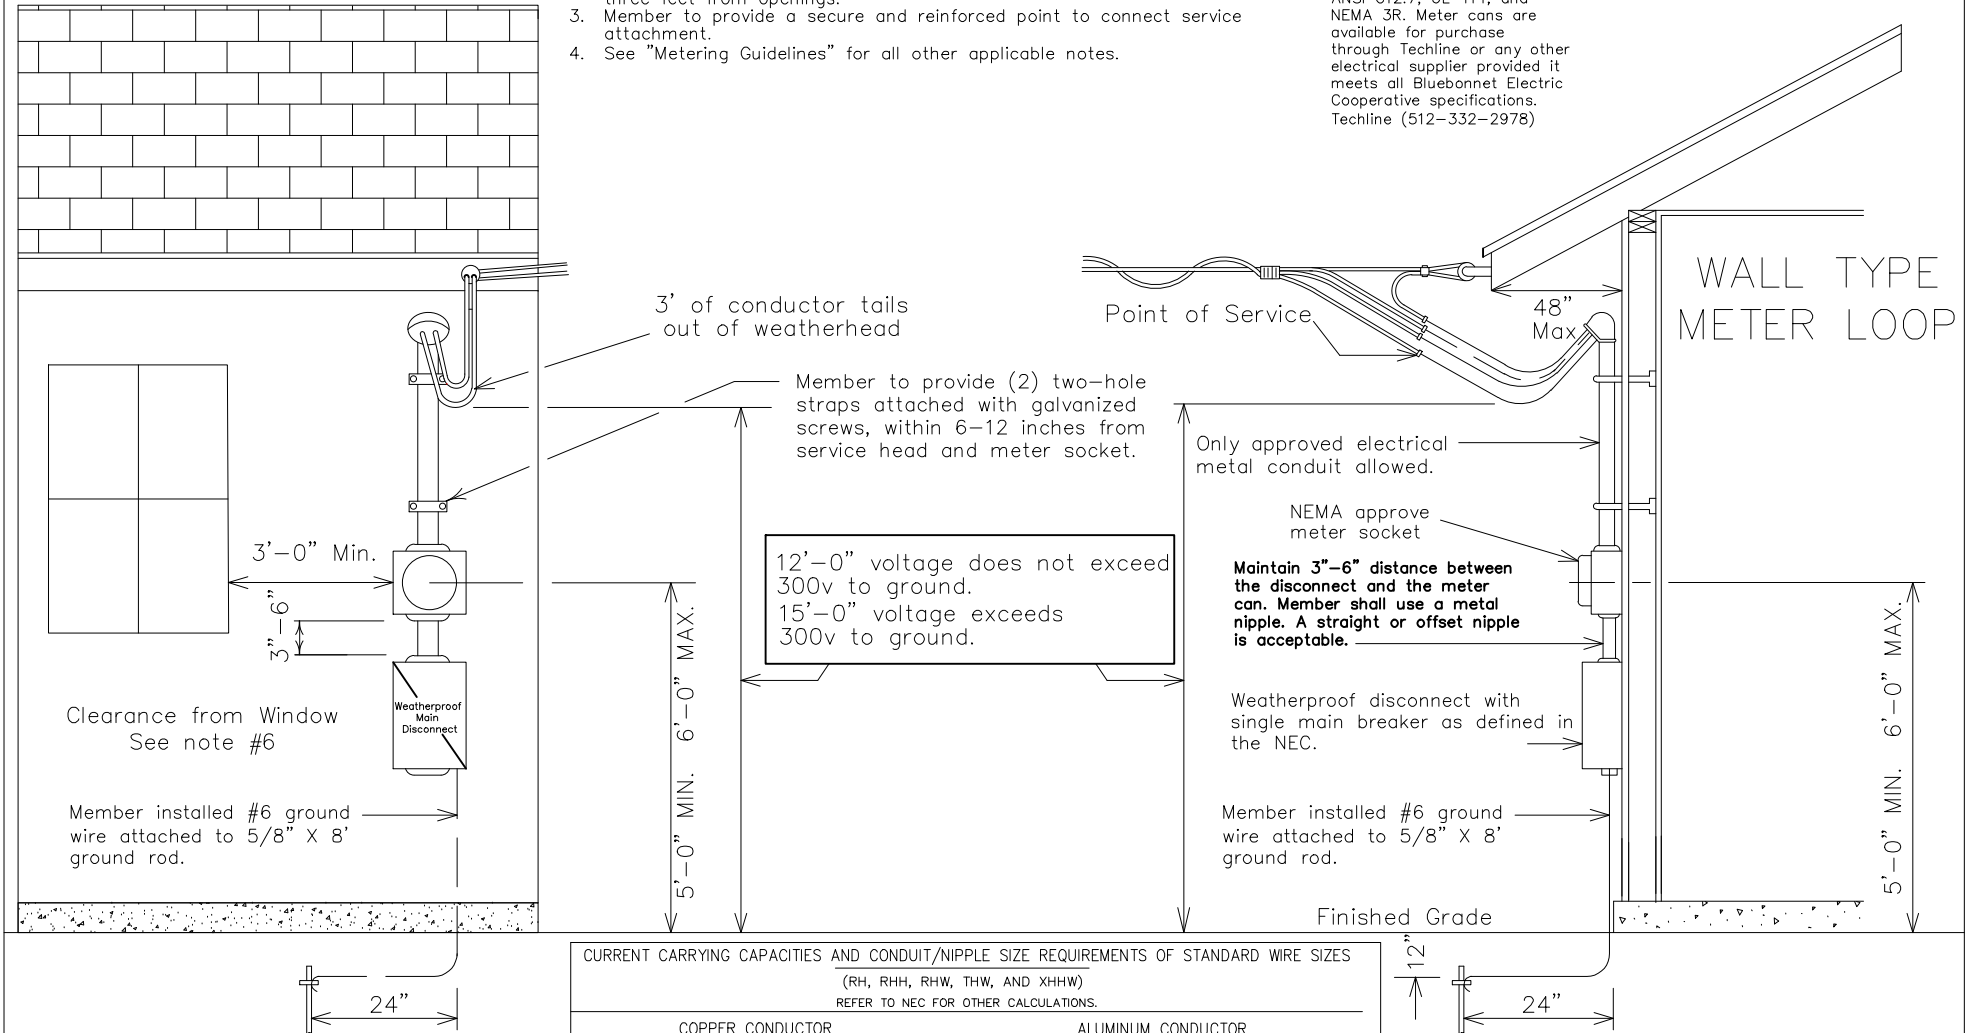 three feet from openings.
3. Member to provide a secure and reinforced point to connect service
attachment.
4. See "Metering Guidelines" for all other applicable notes.
NEMA 3R. Meter cans are
available for purchase
through Techline or any other
electrical supplier provided it
meets all Bluebonnet Electric
Cooperative specifications.
Techline (512-332-2978)
WALL TYPE
METER LOOP
3' of conductor tails
out of weatherhead
Point of Service
48"
Max
Member to provide (2) two-hole
straps attached with galvanized
screws, within 6-12 inches from
service head and meter socket.
Only approved electrical
metal conduit allowed.
NEMA approve
meter socket
3'-0" Min.
3"-6"
12'-0" voltage does not exceed
300v to ground.
15'-0" voltage exceeds
300v to ground.
Maintain 3"-6" distance between
the disconnect and the meter
can. Member shall use a metal
nipple. A straight or offset nipple
is acceptable.
Weatherproof
Main
Disconnect
Clearance from Window
See note #6
5'-0" MIN. 6'-0" MAX.
Weatherproof disconnect with
single main breaker as defined in
the NEC.
5'-0" MIN. 6'-0" MAX.
Member installed #6 ground
wire attached to 5/8" X 8'
ground rod.
Member installed #6 ground
wire attached to 5/8" X 8'
ground rod.
Finished Grade
24"
12"
24"
CURRENT CARRYING CAPACITIES AND CONDUIT/NIPPLE SIZE REQUIREMENTS OF STANDARD WIRE SIZES
(RH, RHH, RHW, THW, AND XHHW)
REFER TO NEC FOR OTHER CALCULATIONS.
COPPER CONDUCTOR
ALUMINUM CONDUCTOR